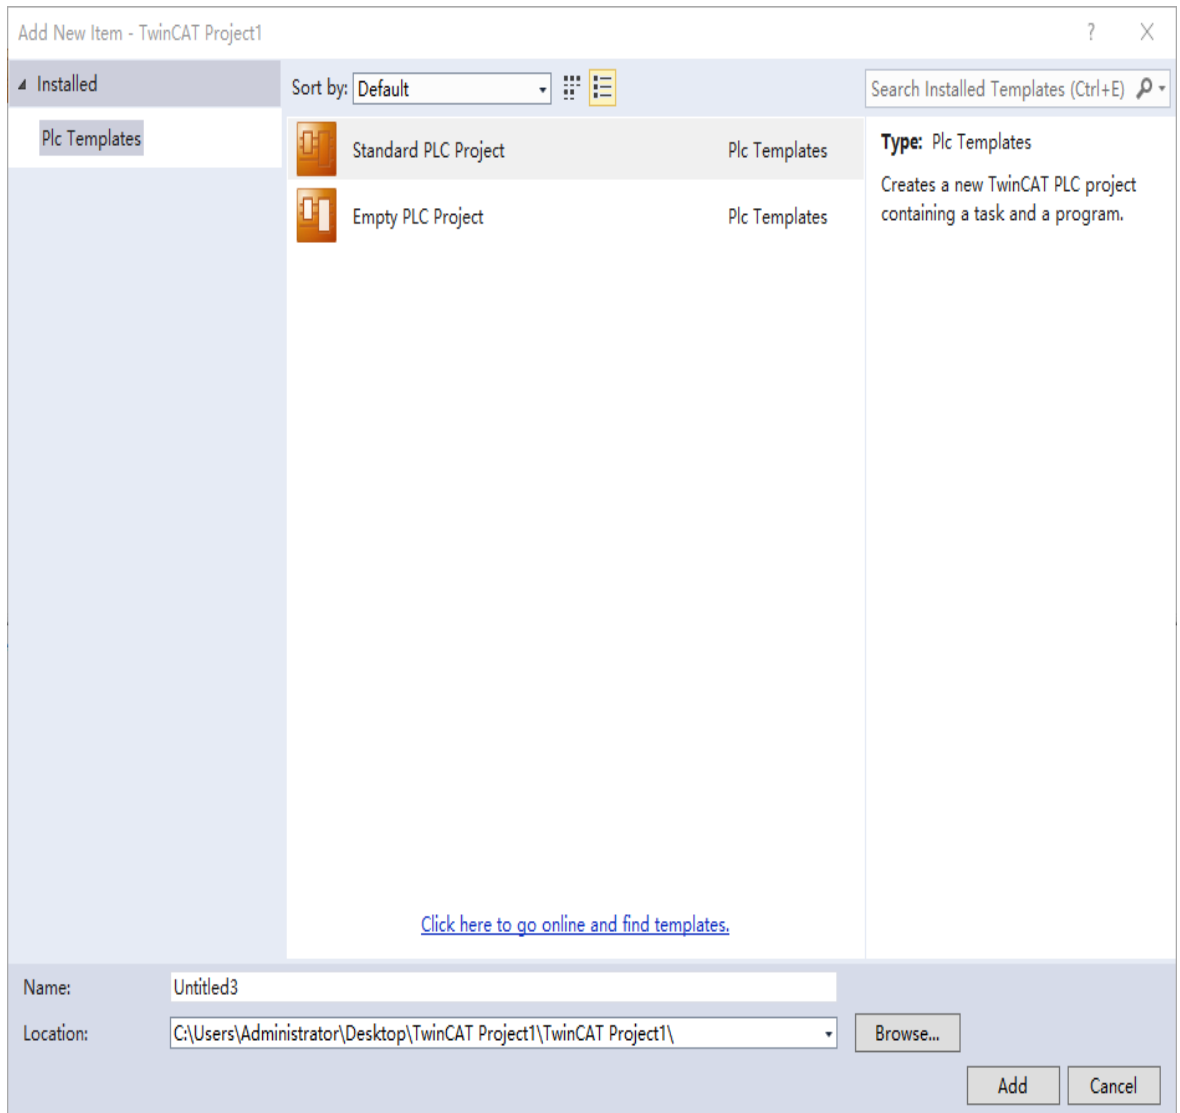 Add New Item - TwinCAT Project1
?
Installed
Sort by: Default
Search Installed Templates (Ctrl+E)
Plc Templates
Standard PLC Project Plc Templates
Empty PLC Project Plc Templates
Type: Plc Templates
Creates a new TwinCAT PLC project
containing a task and a program.
Click here to go online and find templates.
Name: Untitled3
Location: C:\Users\Administrator\Desktop\TwinCAT Project1\TwinCAT Project1\
Browse...
Add Cancel